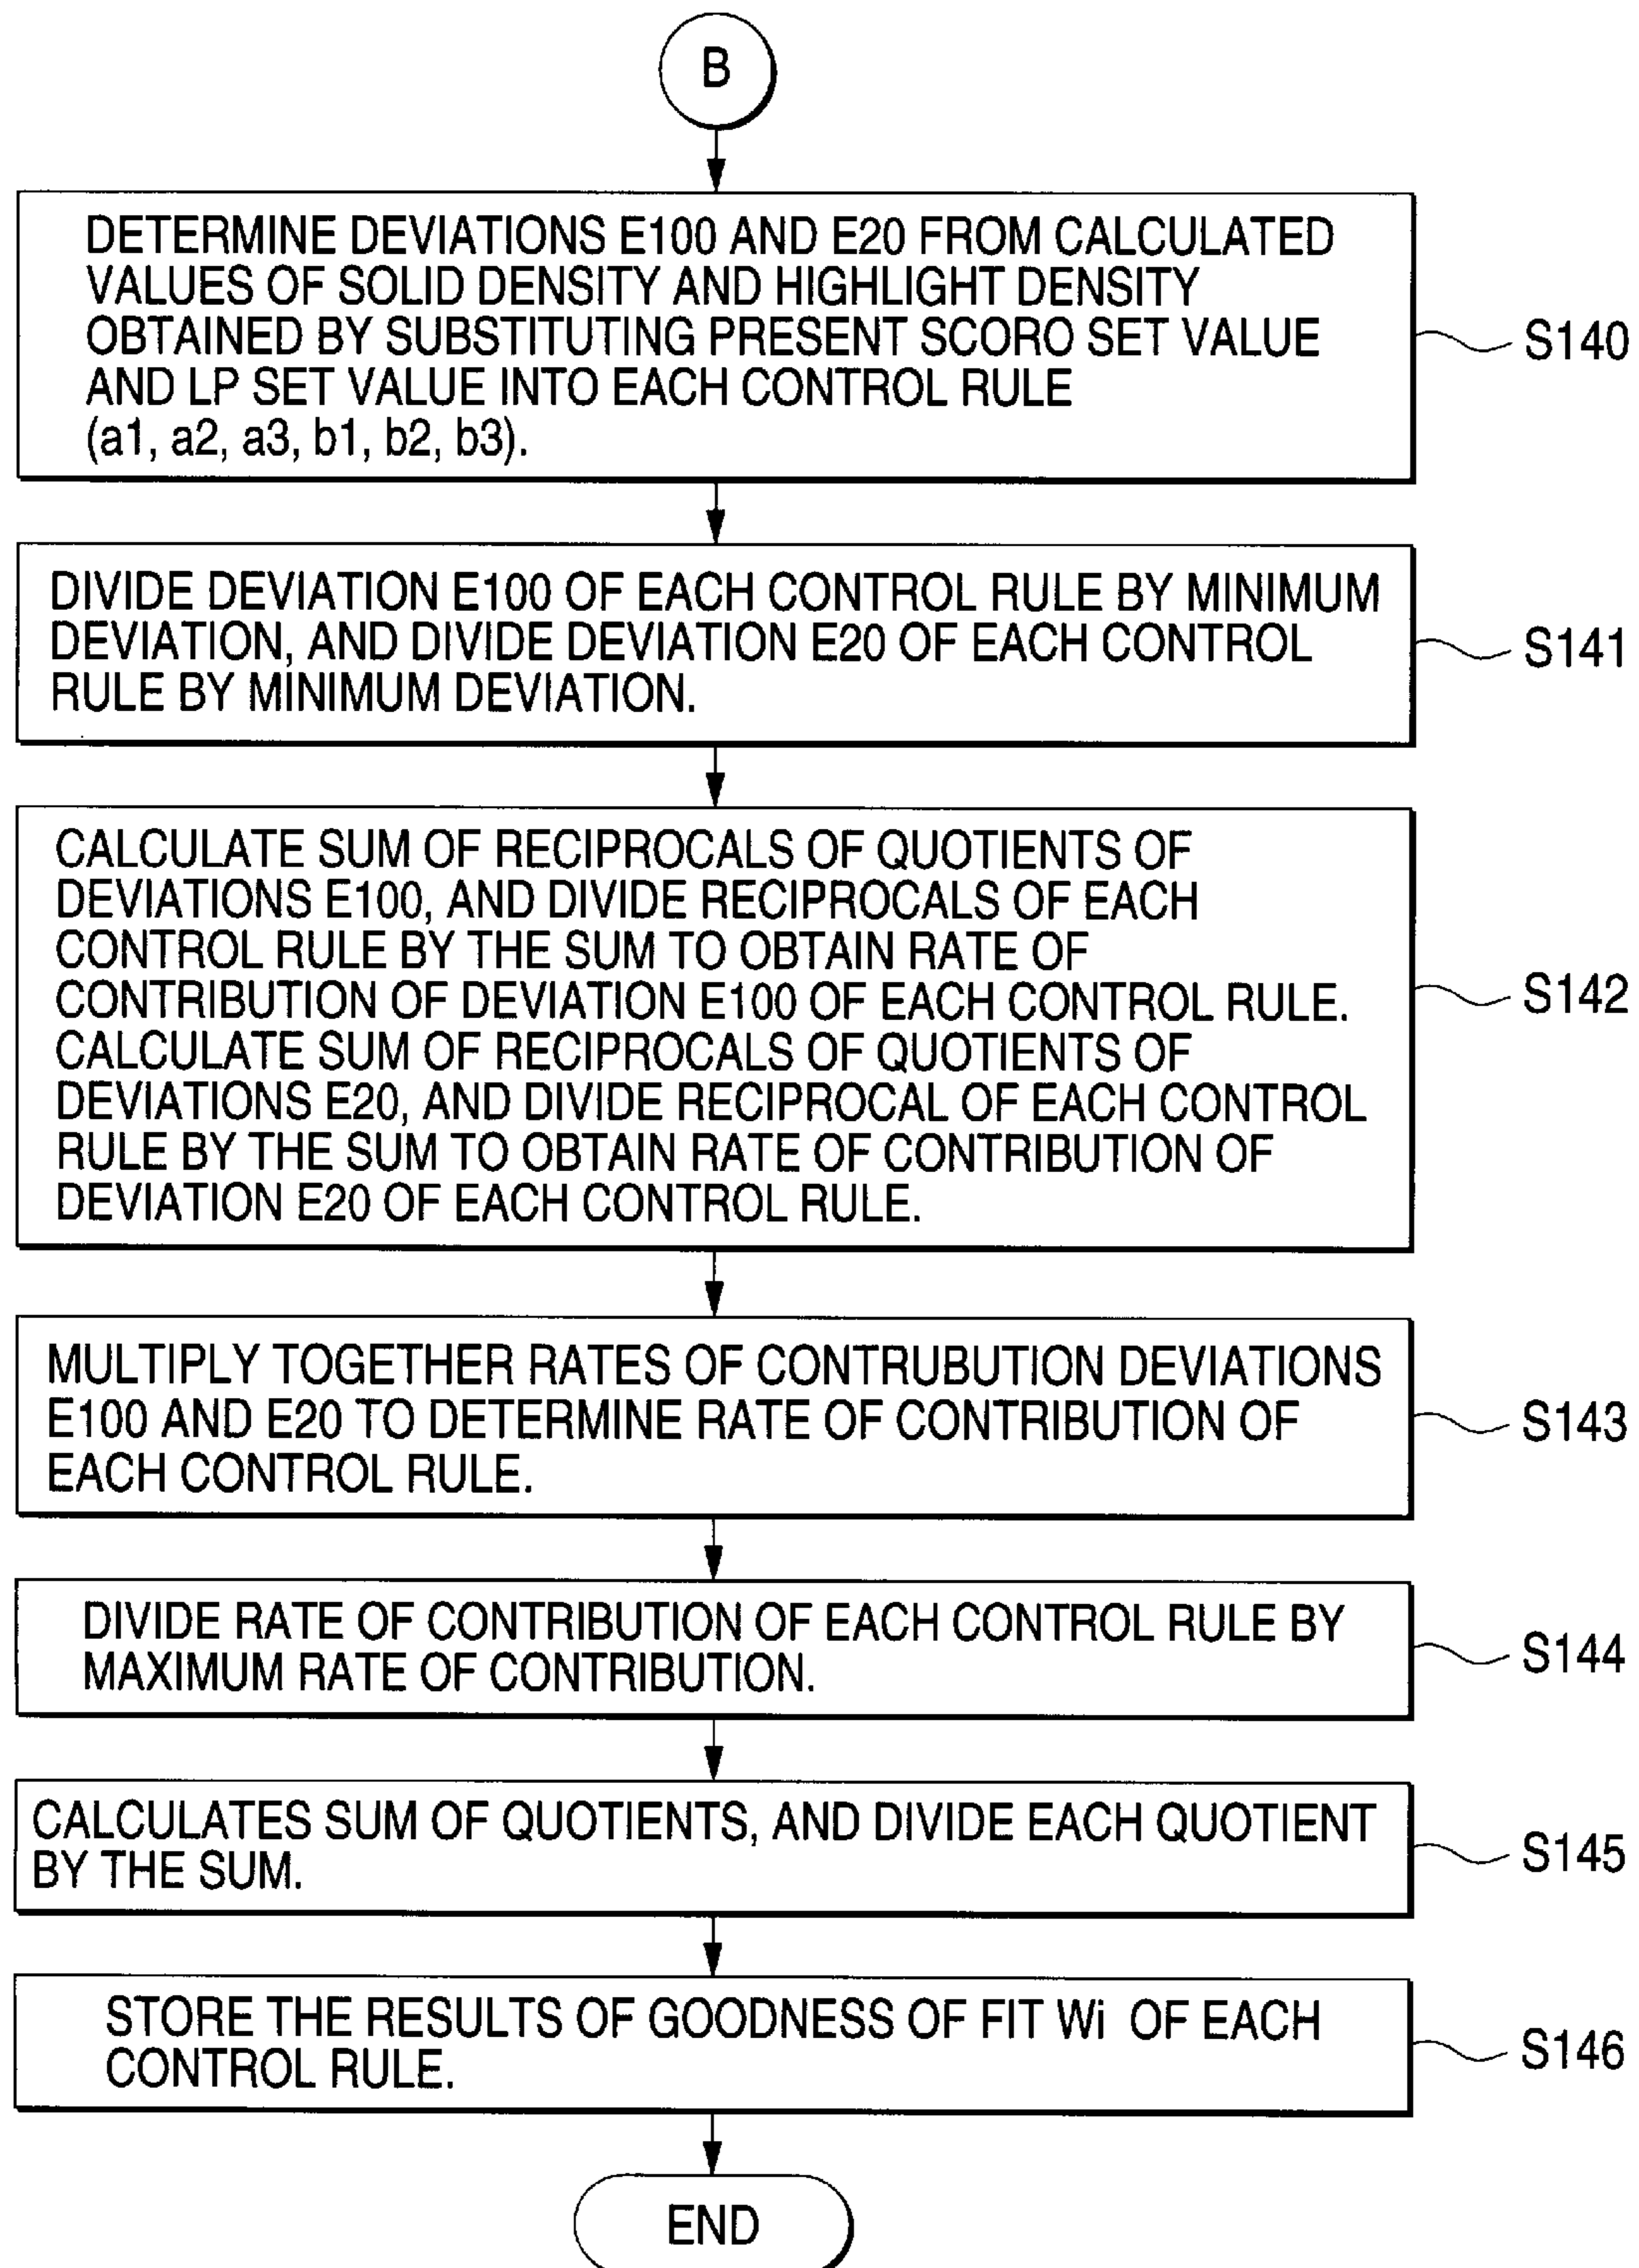 B
DETERMINE DEVIATIONS E100 AND E20 FROM CALCULATED
VALUES OF SOLID DENSITY AND HIGHLIGHT DENSITY
OBTAINED BY SUBSTITUTING PRESENT SCORO SET VALUE
AND LP SET VALUE INTO EACH CONTROL RULE
(a1, a2, a3, b1, b2, b3).
S140
DIVIDE DEVIATION E100 OF EACH CONTROL RULE BY MINIMUM
DEVIATION, AND DIVIDE DEVIATION E20 OF EACH CONTROL
RULE BY MINIMUM DEVIATION.
S141
CALCULATE SUM OF RECIPROCALS OF QUOTIENTS OF
DEVIATIONS E100, AND DIVIDE RECIPROCALS OF EACH
CONTROL RULE BY THE SUM TO OBTAIN RATE OF
CONTRIBUTION OF DEVIATION E100 OF EACH CONTROL RULE.
CALCULATE SUM OF RECIPROCALS OF QUOTIENTS OF
DEVIATIONS E20, AND DIVIDE RECIPROCAL OF EACH CONTROL
RULE BY THE SUM TO OBTAIN RATE OF CONTRIBUTION OF
DEVIATION E20 OF EACH CONTROL RULE.
S142
MULTIPLY TOGETHER RATES OF CONTRUBUTION DEVIATIONS
E100 AND E20 TO DETERMINE RATE OF CONTRIBUTION OF
EACH CONTROL RULE.
S143
DIVIDE RATE OF CONTRIBUTION OF EACH CONTROL RULE BY
MAXIMUM RATE OF CONTRIBUTION.
S144
CALCULATES SUM OF QUOTIENTS, AND DIVIDE EACH QUOTIENT
BY THE SUM.
S145
STORE THE RESULTS OF GOODNESS OF FIT Wi OF EACH
CONTROL RULE.
S146
END